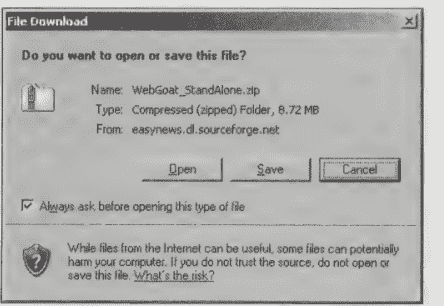 File Download
Do you want to open or save this file?
Name: WebGoat_StandAlone.zip
Type: Compressed (zipped) Folder, 8.72 MB
From: easynews.dl.sourceforge.net
Open Save Cancel
Always ask before opening this type of file
While files from the Internet can be useful, some files can potentially
harm your computer. If you do not trust the source, do not open or
save this file. What's the risk?